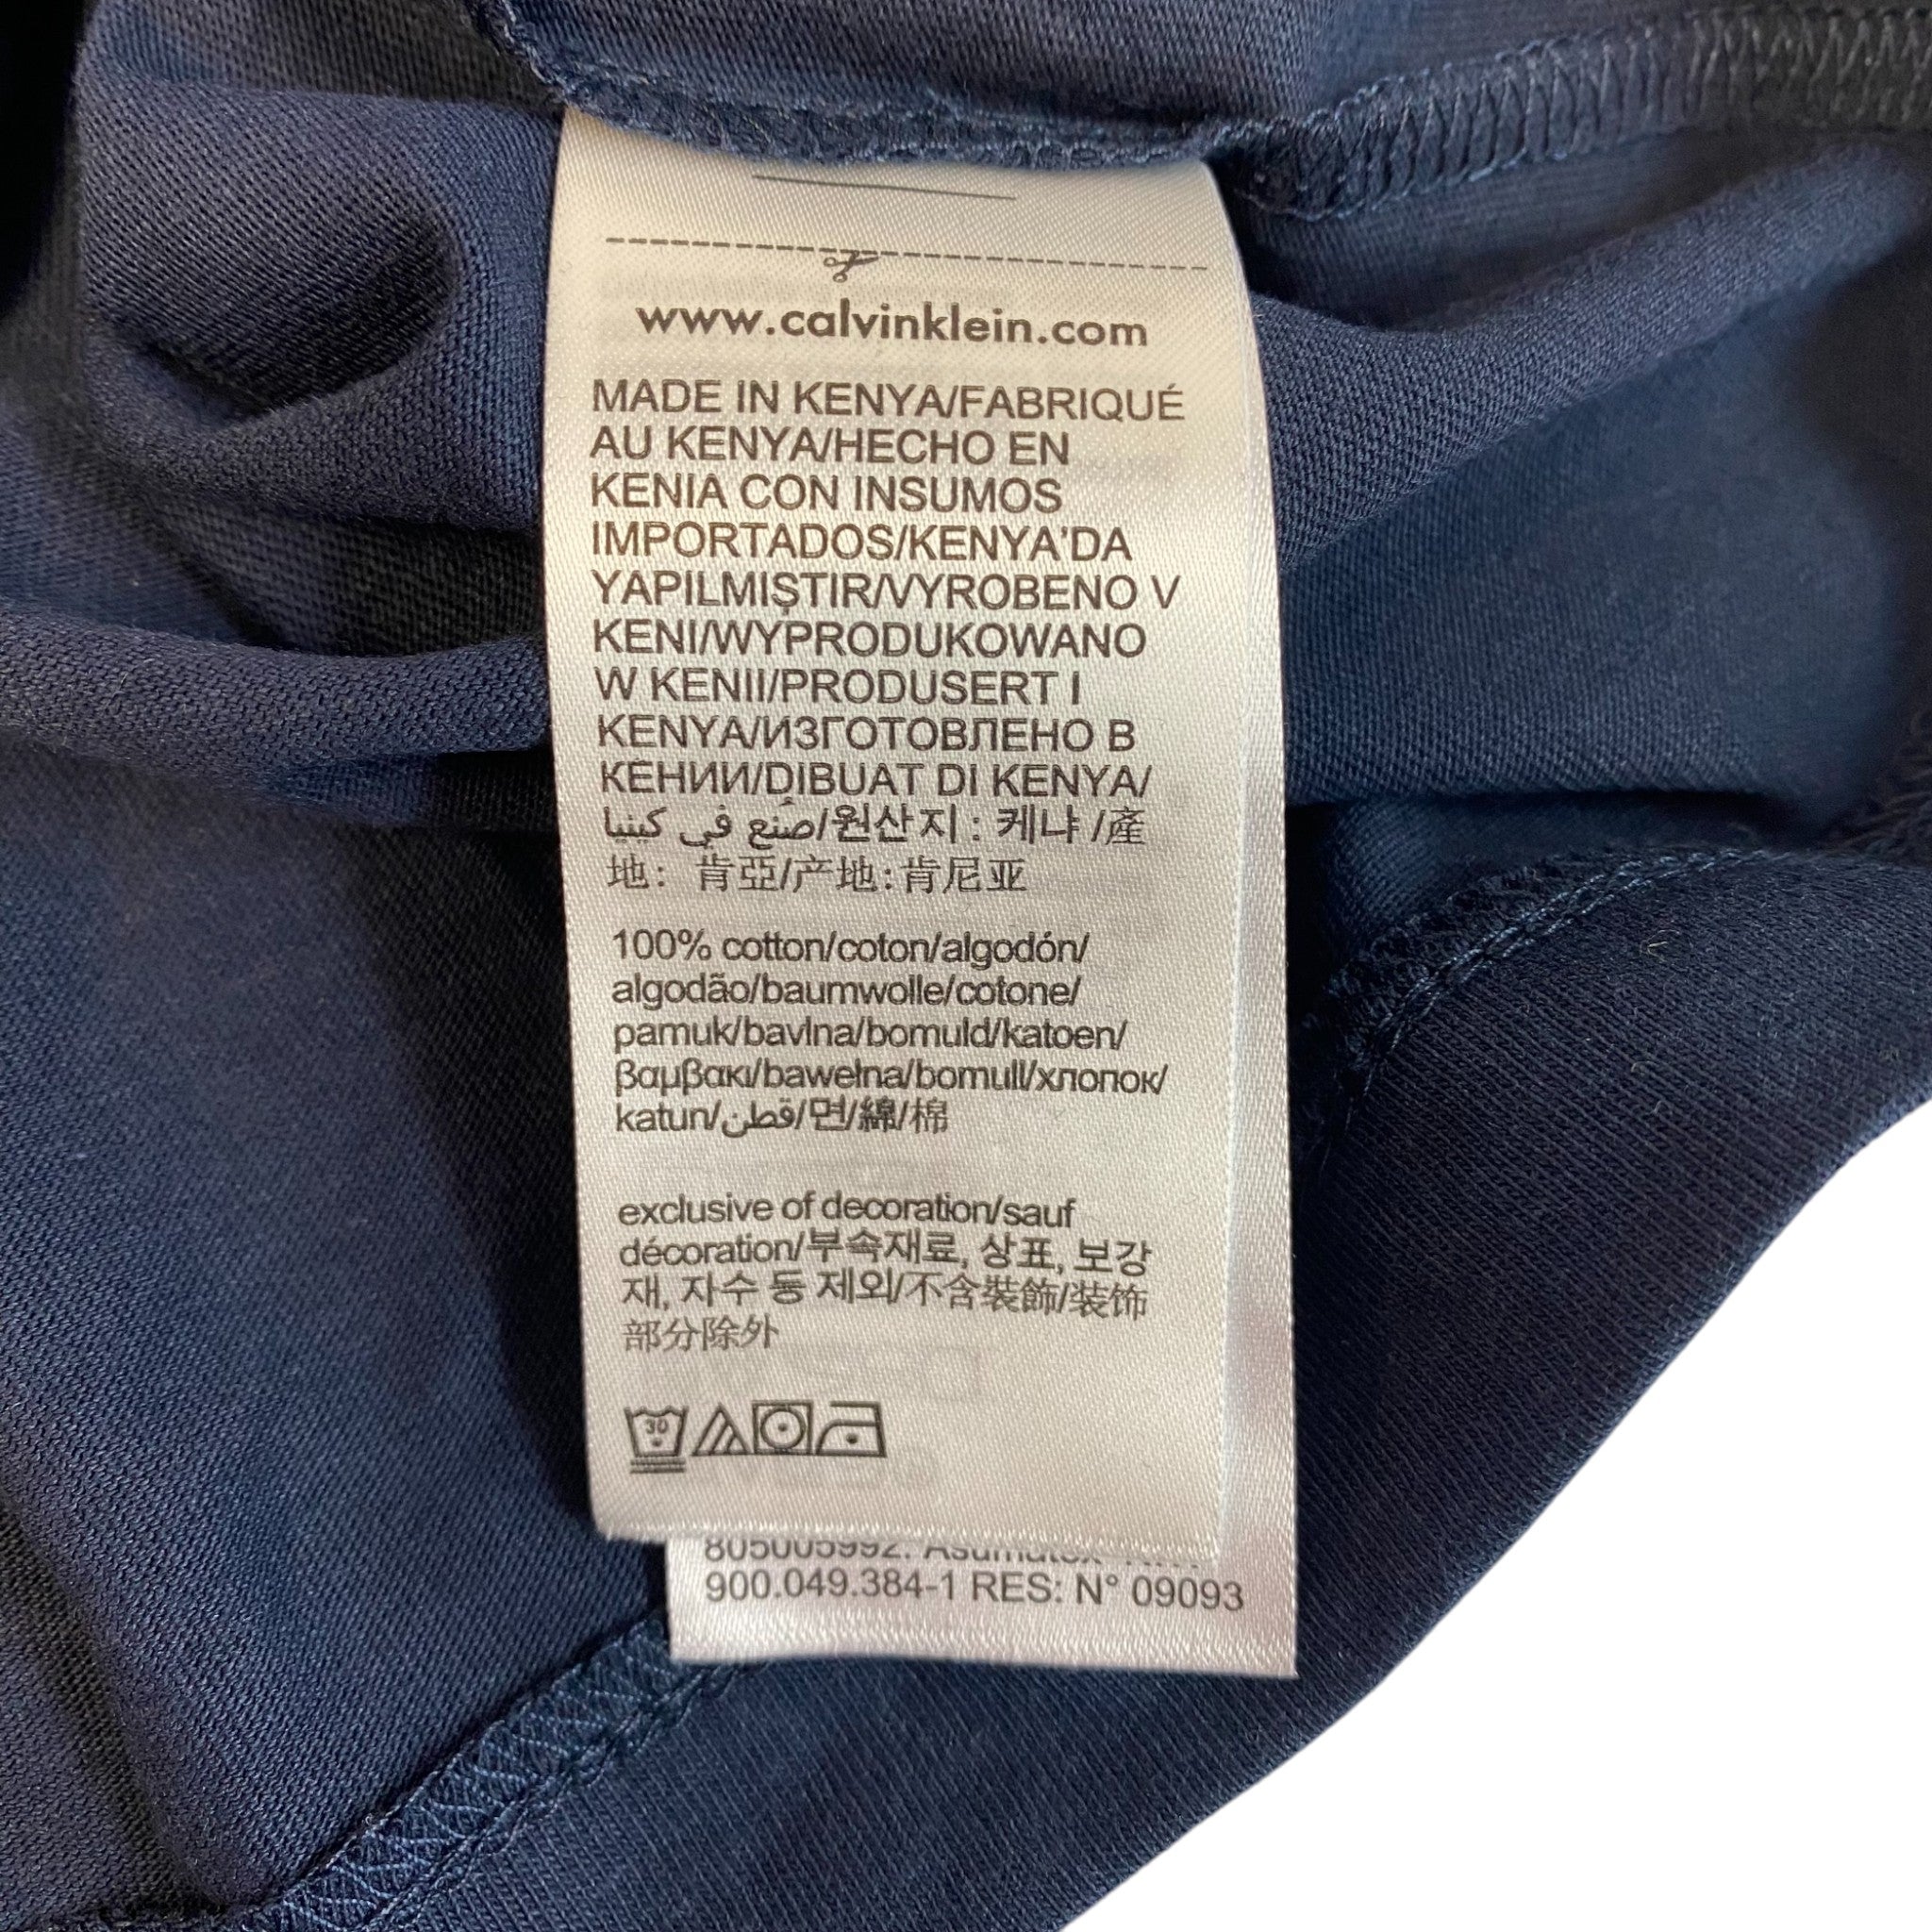 www.calvinklein.com
MADE IN KENYA/FABRIQUÉ
AU KENYA/HECHO EN
KENIA CON INSUMOS
IMPORTADOS/KENYA'DA
YAPILMIŞTIR/VYROBENO V
KENI/WYPRODUKOWANO
W KENII/PRODUSERT I
KENYA/ИЗГОТОВЛЕНО В
КЕНИИ/DIBUAT DI KENYA/
صُنع في كينيا/원산지 : 케냐 /產
地： 肯亞/产地:肯尼亚
100% cotton/coton/algodón/
algodão/baumwolle/cotone/
pamuk/bavlna/bomuld/katoen/
βαμβακι/bawełna/bomull/хлопок/
katun/قطن/면/綿/棉
exclusive of decoration/sauf
décoration/부속재료, 상표, 보강
재, 자수 등 제외/不含裝飾/装饰
部分除外
30
805005992. Asumatex
900.049.384-1 RES: N° 09093